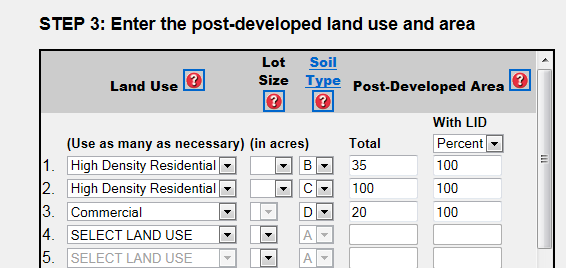 STEP 3: Enter the post-developed land use and area
Land Use ? Lot Size ? Soil Type ? Post-Developed Area ?
With LID
(Use as many as necessary) (in acres) Total Percent
1. High Density Residential B 35 100
2. High Density Residential C 100 100
3. Commercial D 20 100
4. SELECT LAND USE A
5. SELECT LAND USE A